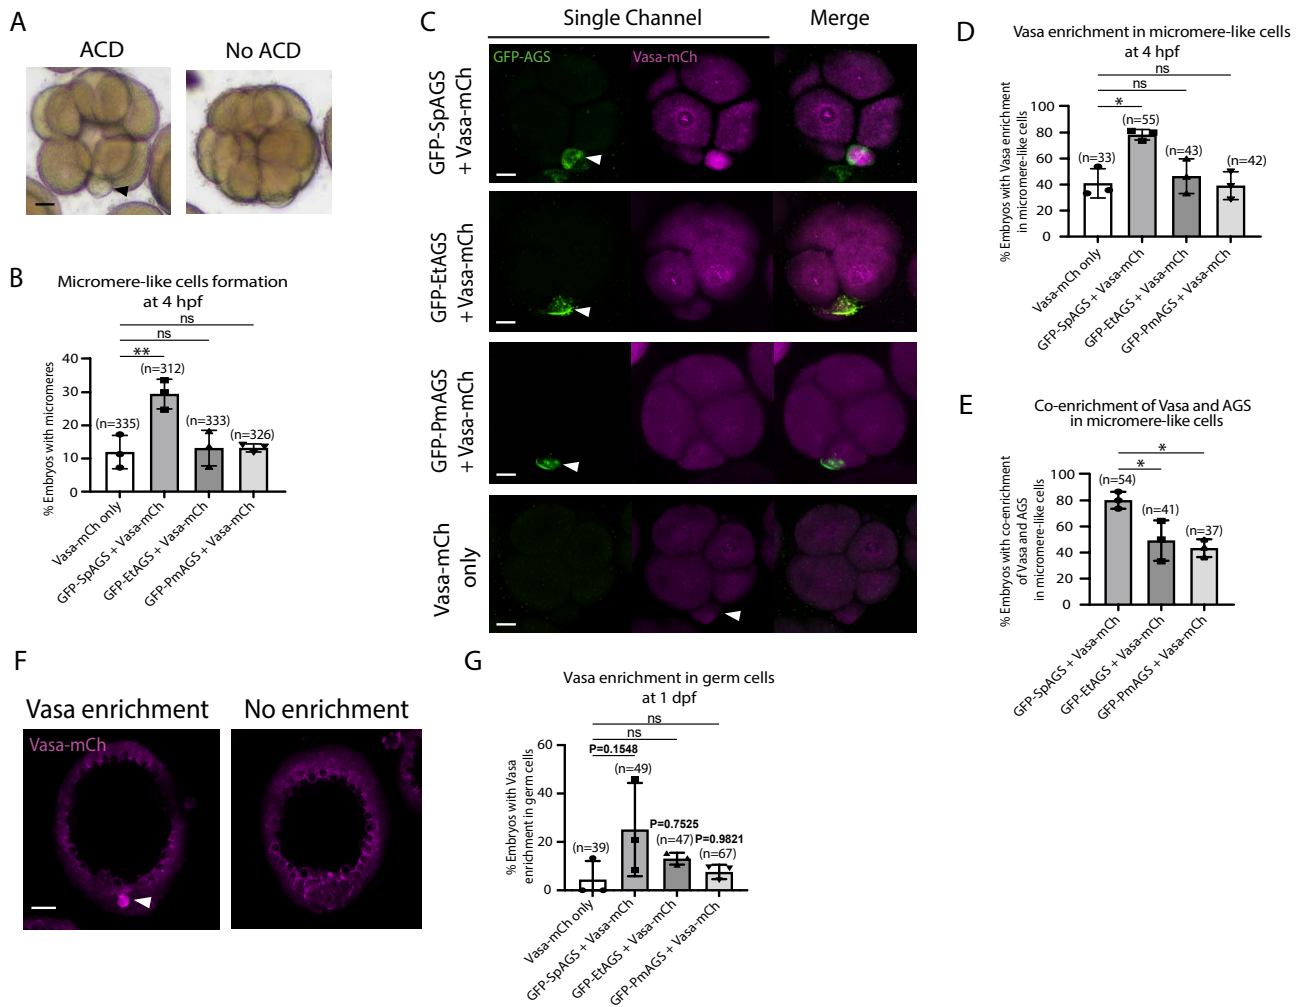 A
ACD
No ACD
B
Micromere-like cells formation
at 4 hpf
ns
ns
**
% Embryos with micromeres
40
30
20
10
0
(n=335)
(n=312)
(n=333)
(n=326)
Vasa-mCh only
GFP-SpAGS + Vasa-mCh
GFP-EtAGS + Vasa-mCh
GFP-PmAGS + Vasa-mCh
C
Single Channel
Merge
GFP-AGS
Vasa-mCh
GFP-SpAGS
+ Vasa-mCh
GFP-EtAGS
+ Vasa-mCh
GFP-PmAGS
+ Vasa-mCh
Vasa-mCh
only
D
Vasa enrichment in micromere-like cells
at 4 hpf
ns
ns
*
% Embryos with Vasa enrichment
in micromere-like cells
100
80
60
40
20
0
(n=33)
(n=55)
(n=43)
(n=42)
Vasa-mCh only
GFP-SpAGS + Vasa-mCh
GFP-EtAGS + Vasa-mCh
GFP-PmAGS + Vasa-mCh
E
Co-enrichment of Vasa and AGS
in micromere-like cells
*
*
% Embryos with co-enrichment
of Vasa and AGS
in micromere-like cells
100
80
60
40
20
0
(n=54)
(n=41)
(n=37)
GFP-SpAGS + Vasa-mCh
GFP-EtAGS + Vasa-mCh
GFP-PmAGS + Vasa-mCh
F
Vasa enrichment
No enrichment
Vasa-mCh
G
Vasa enrichment in germ cells
at 1 dpf
ns
ns
P=0.1548
% Embryos with Vasa
enrichment in germ cells
60
40
20
0
(n=39)
(n=49)
P=0.7525
(n=47)
P=0.9821
(n=67)
Vasa-mCh only
GFP-SpAGS + Vasa-mCh
GFP-EtAGS + Vasa-mCh
GFP-PmAGS + Vasa-mCh